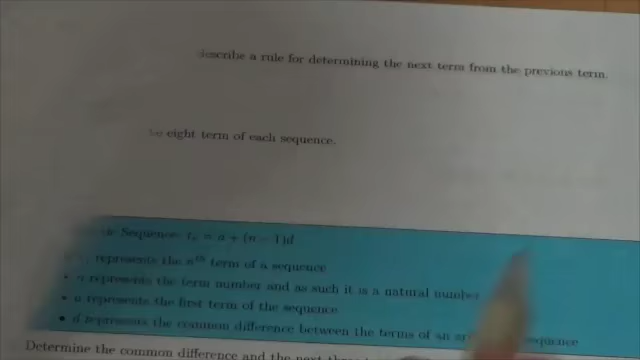 describe a rule for determining the next term from the previous term.
eight term of each sequence.
Sequence: tₙ = a + (n − 1)d
represents the nᵗʰ term of a sequence
• n represents the term number and as such it is a natural number
• a represents the first term of the sequence
• d represents the common difference between the terms of an sequence
Determine the common difference and the next